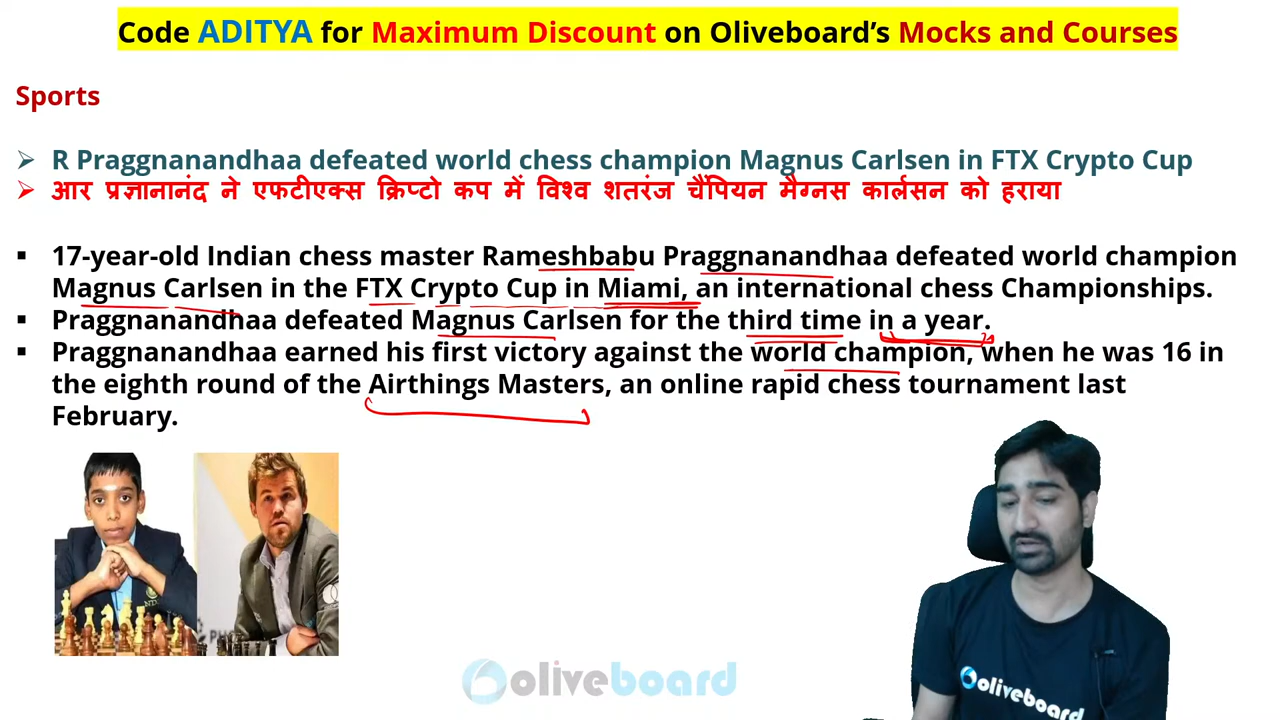 Code ADITYA for Maximum Discount on Oliveboard’s Mocks and Courses
Sports
R Praggnanandhaa defeated world chess champion Magnus Carlsen in FTX Crypto Cup
आर प्रज्ञानानंद ने एफटीएक्स क्रिप्टो कप में विश्व शतरंज चैंपियन मैग्नस कार्लसन को हराया
17-year-old Indian chess master Rameshbabu Praggnanandhaa defeated world champion
Magnus Carlsen in the FTX Crypto Cup in Miami, an international chess Championships.
Praggnanandhaa defeated Magnus Carlsen for the third time in a year.
Praggnanandhaa earned his first victory against the world champion, when he was 16 in
the eighth round of the Airthings Masters, an online rapid chess tournament last
February.
oliveboard
oliveboard